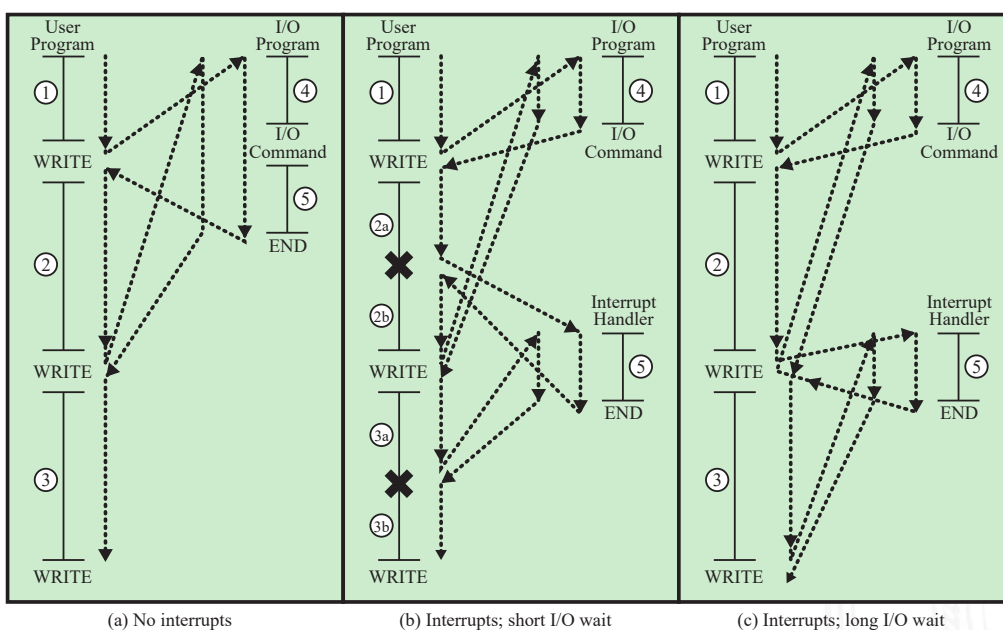 User
Program
I/O
Program
1
4
WRITE
I/O
Command
5
END
2
WRITE
3
WRITE
(a) No interrupts
User
Program
I/O
Program
1
4
WRITE
I/O
Command
2a
2b
Interrupt
Handler
5
END
WRITE
3a
3b
WRITE
(b) Interrupts; short I/O wait
User
Program
I/O
Program
1
4
WRITE
I/O
Command
2
Interrupt
Handler
5
END
WRITE
3
WRITE
(c) Interrupts; long I/O wait